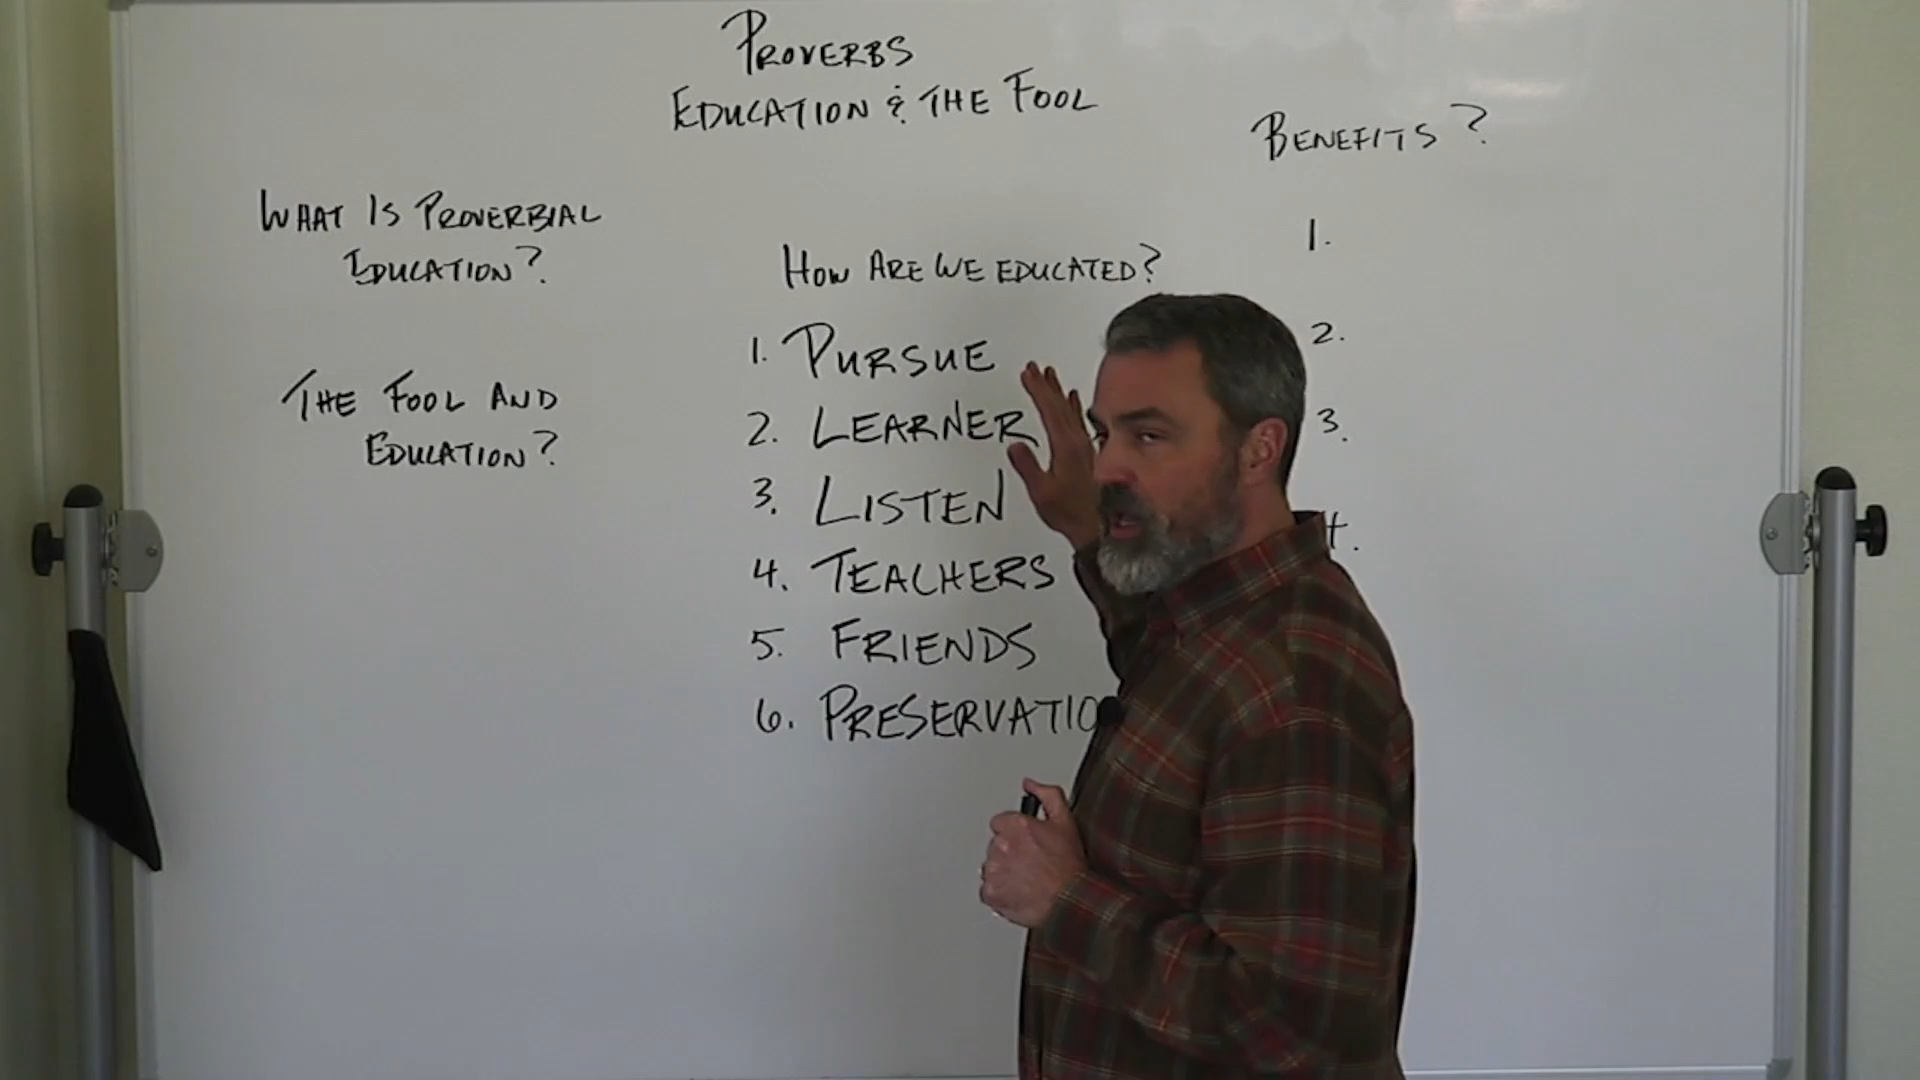 PROVERBS
EDUCATION & THE FOOL
WHAT IS PROVERBIAL
EDUCATION?
THE FOOL AND
EDUCATION?
HOW ARE WE EDUCATED?
1. PURSUE
2. LEARNER
3. LISTEN
4. TEACHERS
5. FRIENDS
6. PRESERVATIO
BENEFITS?
1.
2.
3.
4.